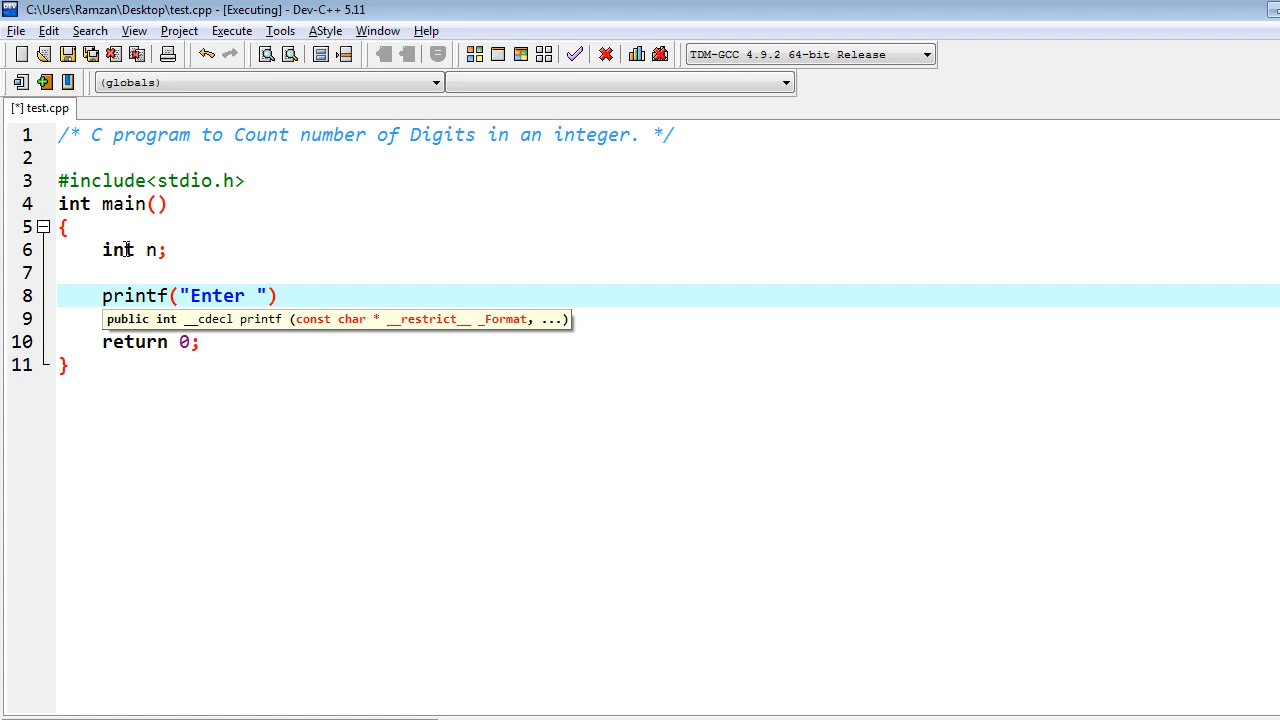 C:\Users\Ramzan\Desktop\test.cpp - [Executing] - Dev-C++ 5.11
File Edit Search View Project Execute Tools AStyle Window Help
TDM-GCC 4.9.2 64-bit Release
(globals)
[*] test.cpp
1 /* C program to Count number of Digits in an integer. */
2
3 #include<stdio.h>
4 int main()
5 {
6 int n;
7
8 printf("Enter ")
9 public int __cdecl printf (const char * __restrict__ _Format, ...)
10 return 0;
11 }